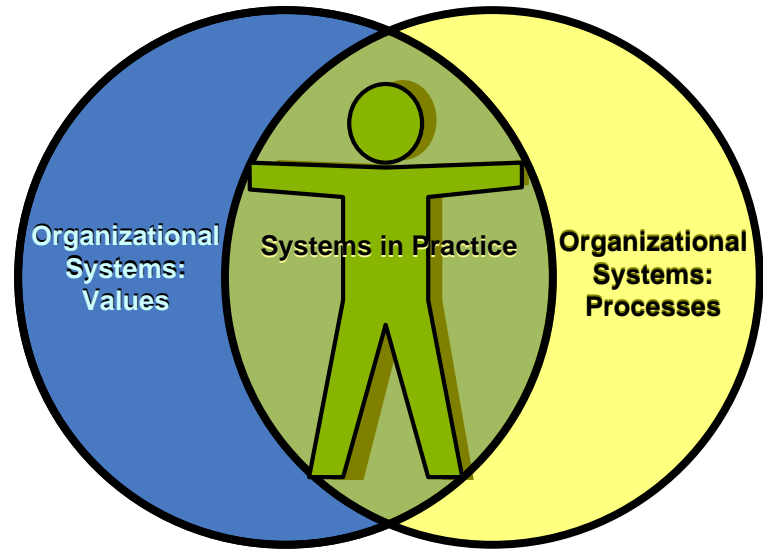 Organizational
Systems:
Values
Systems in Practice
Organizational
Systems:
Processes